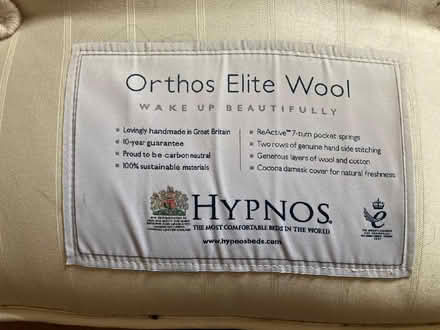 Orthos Elite Wool
WAKE UP BEAUTIFULLY
Lovingly handmade in Great Britain
10-year guarantee
Proud to be carbon neutral
100% sustainable materials
ReActive™ 7-turn pocket springs
Two rows of genuine hand side stitching
Generous layers of wool and cotton
Cocona damask cover for natural freshness
HYPNOS
THE MOST COMFORTABLE BEDS IN THE WORLD
www.hypnosbeds.com